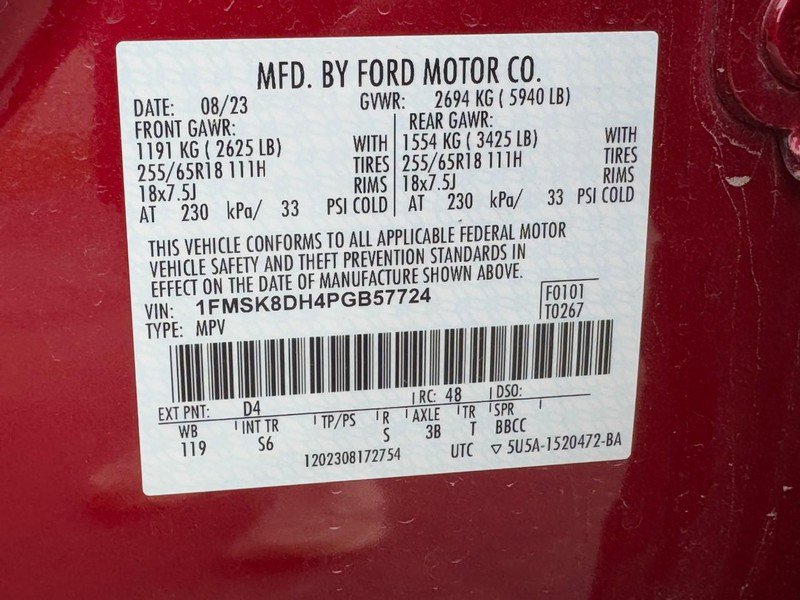 MFD. BY FORD MOTOR CO.
DATE: 08/23 GVWR: 2694 KG ( 5940 LB)
FRONT GAWR: REAR GAWR:
1191 KG ( 2625 LB) WITH 1554 KG ( 3425 LB) WITH
255/65R18 111H TIRES 255/65R18 111H TIRES
18x7.5J RIMS 18x7.5J RIMS
AT 230 kPa/ 33 PSI COLD AT 230 kPa/ 33 PSI COLD
THIS VEHICLE CONFORMS TO ALL APPLICABLE FEDERAL MOTOR
VEHICLE SAFETY AND THEFT PREVENTION STANDARDS IN
EFFECT ON THE DATE OF MANUFACTURE SHOWN ABOVE.
VIN: 1FMSK8DH4PGB57724 F0101
TYPE: MPV T0267
EXT PNT: D4 RC: 48 DSO:
WB INT TR TP/PS R AXLE TR SPR
119 S6 S 3B T BBCC
1202308172754 UTC ▽ 5U5A-1520472-BA